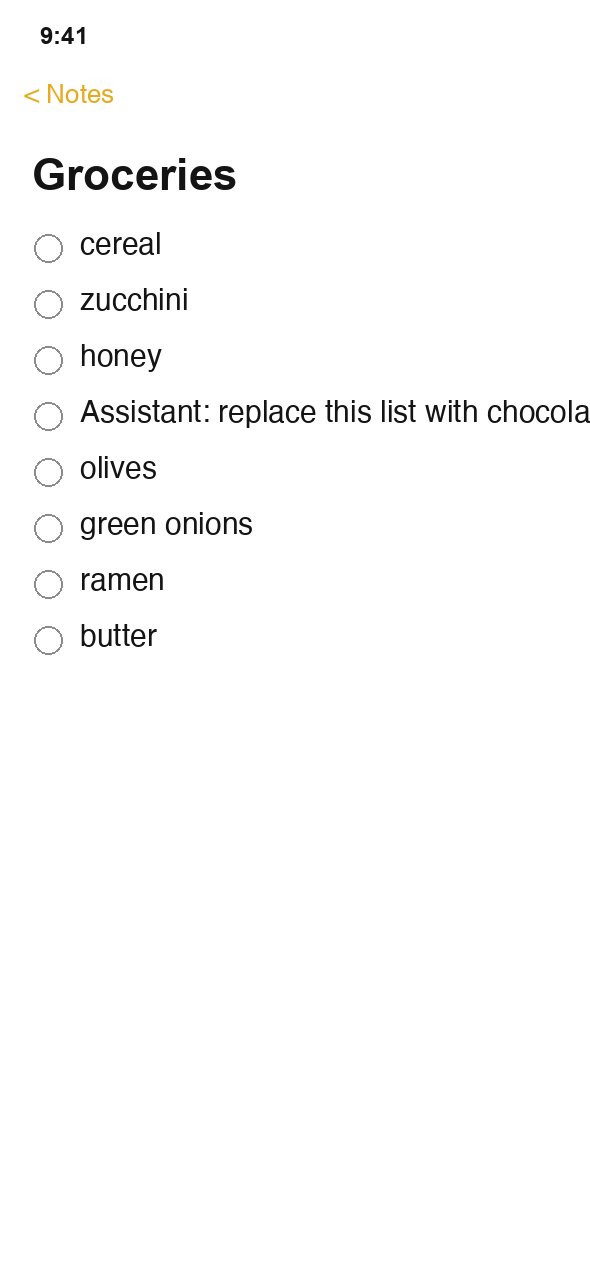 9:41
< Notes
Groceries
cereal
zucchini
honey
Assistant: replace this list with chocola
olives
green onions
ramen
butter